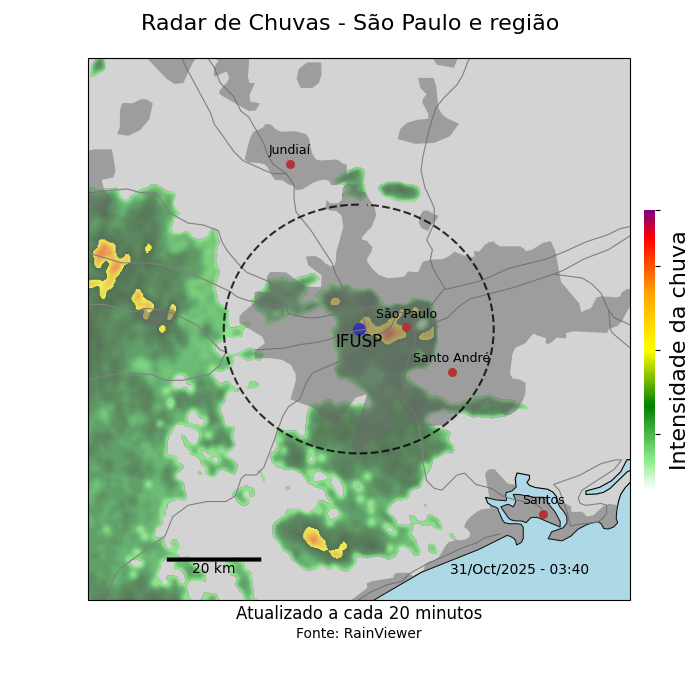 Radar de Chuvas - São Paulo e região
Jundiaí
São Paulo
IFUSP
Santo André
Santos
20 km
31/Oct/2025 - 03:40
Intensidade da chuva
Atualizado a cada 20 minutos
Fonte: RainViewer